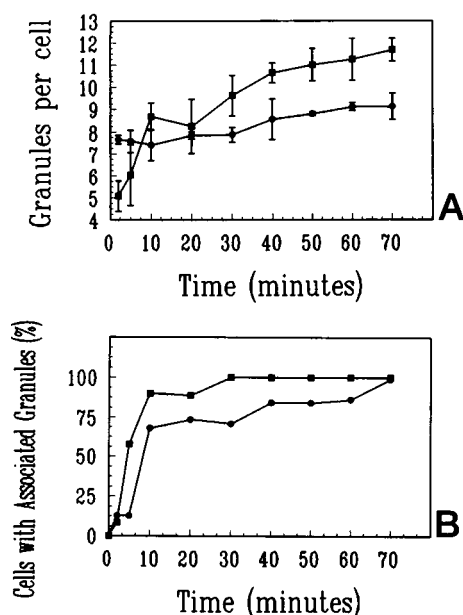 Granules per cell
13
12
11
10
9
8
7
6
5
4
0 10 20 30 40 50 60 70
Time (minutes)
A
Cells with Associated Granules (%)
100
75
50
25
0
0 10 20 30 40 50 60 70
Time (minutes)
B